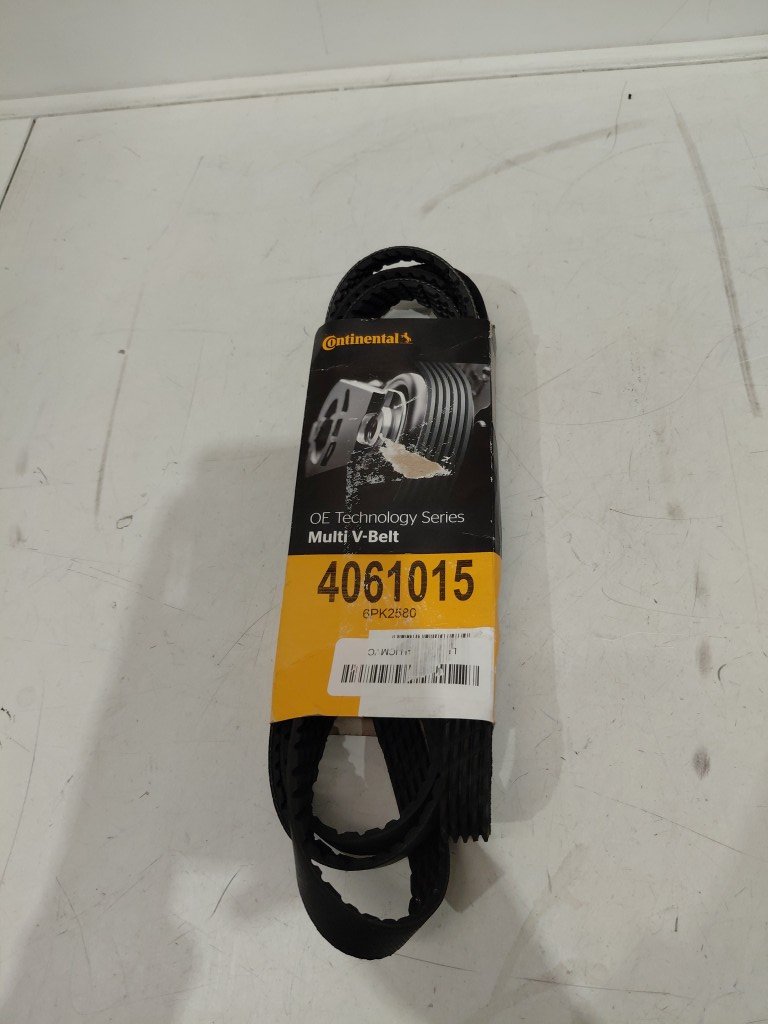 Continental
OE Technology Series
Multi V-Belt
4061015
6PK2580